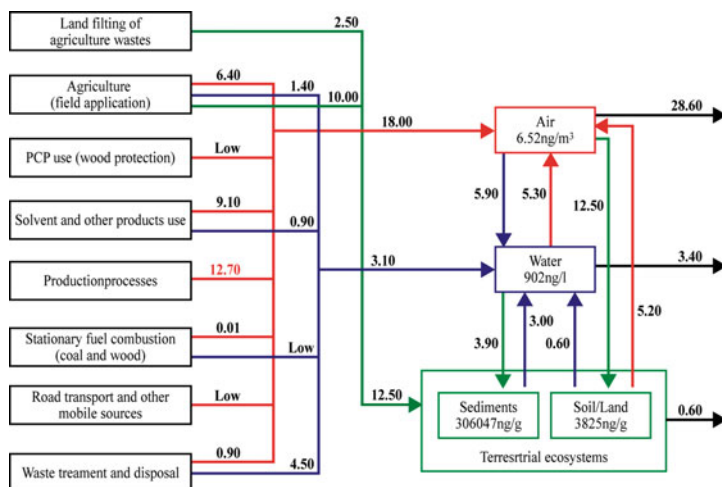 Land filting of
agriculture wastes
2.50
Agriculture
(field application)
6.40
1.40
10.00
18.00
Air
6.52ng/m³
28.60
PCP use (wood protection)
Low
5.90
5.30
12.50
Solvent and other products use
9.10
0.90
3.10
Water
902ng/l
3.40
Productionprocesses
12.70
5.20
Stationary fuel combustion
(coal and wood)
0.01
Low
3.90
3.00
0.60
Road transport and other
mobile sources
Low
12.50
Sediments
306047ng/g
Soil/Land
3825ng/g
0.60
Terresrtrial ecosystems
Waste treament and disposal
0.90
4.50